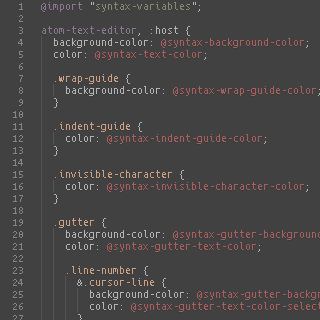 1 @import "syntax-variables";
2
3 atom-text-editor, :host {
4 background-color: @syntax-background-color;
5 color: @syntax-text-color;
6
7 .wrap-guide {
8 background-color: @syntax-wrap-guide-color;
9 }
10
11 .indent-guide {
12 color: @syntax-indent-guide-color;
13 }
14
15 .invisible-character {
16 color: @syntax-invisible-character-color;
17 }
18
19 .gutter {
20 background-color: @syntax-gutter-background
21 color: @syntax-gutter-text-color;
22
23 .line-number {
24 &.cursor-line {
25 background-color: @syntax-gutter-backgr
26 color: @syntax-gutter-text-color-select
27 }